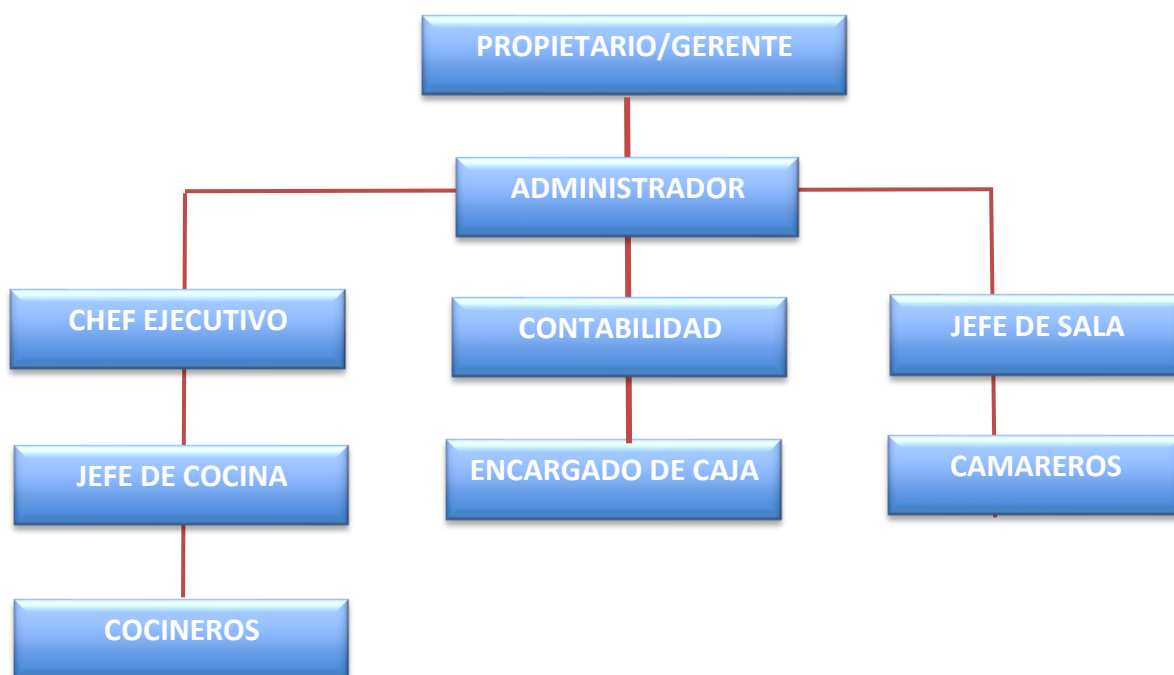 PROPIETARIO/GERENTE
ADMINISTRADOR
CHEF EJECUTIVO
CONTABILIDAD
JEFE DE SALA
JEFE DE COCINA
ENCARGADO DE CAJA
CAMAREROS
COCINEROS